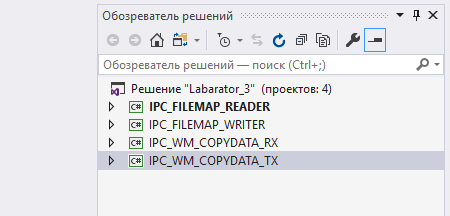 Обозреватель решений
Обозреватель решений — поиск (Ctrl+;)
Решение "Labarator_3" (проектов: 4)
C# IPC_FILEMAP_READER
C# IPC_FILEMAP_WRITER
C# IPC_WM_COPYDATA_RX
C# IPC_WM_COPYDATA_TX